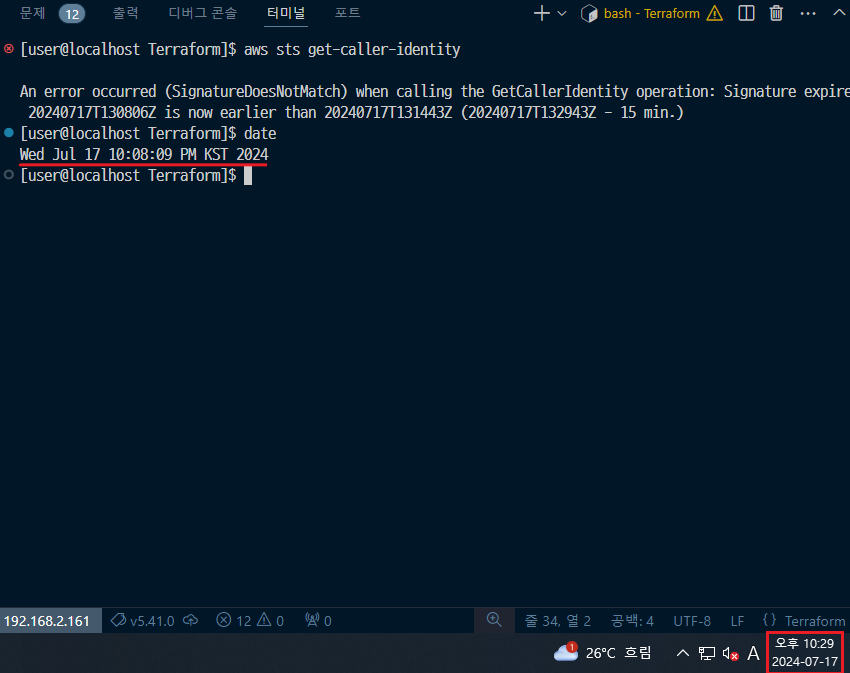 문제 12 출력 디버그 콘솔 터미널 포트 bash - Terraform
[user@localhost Terraform]$ aws sts get-caller-identity
An error occurred (SignatureDoesNotMatch) when calling the GetCallerIdentity operation: Signature expire
20240717T130806Z is now earlier than 20240717T131443Z (20240717T132943Z - 15 min.)
[user@localhost Terraform]$ date
Wed Jul 17 10:08:09 PM KST 2024
[user@localhost Terraform]$
192.168.2.161 v5.41.0 12 0 0 줄 34, 열 2 공백: 4 UTF-8 LF {} Terraform
1 26°C 흐림 A 오후 10:29
2024-07-17